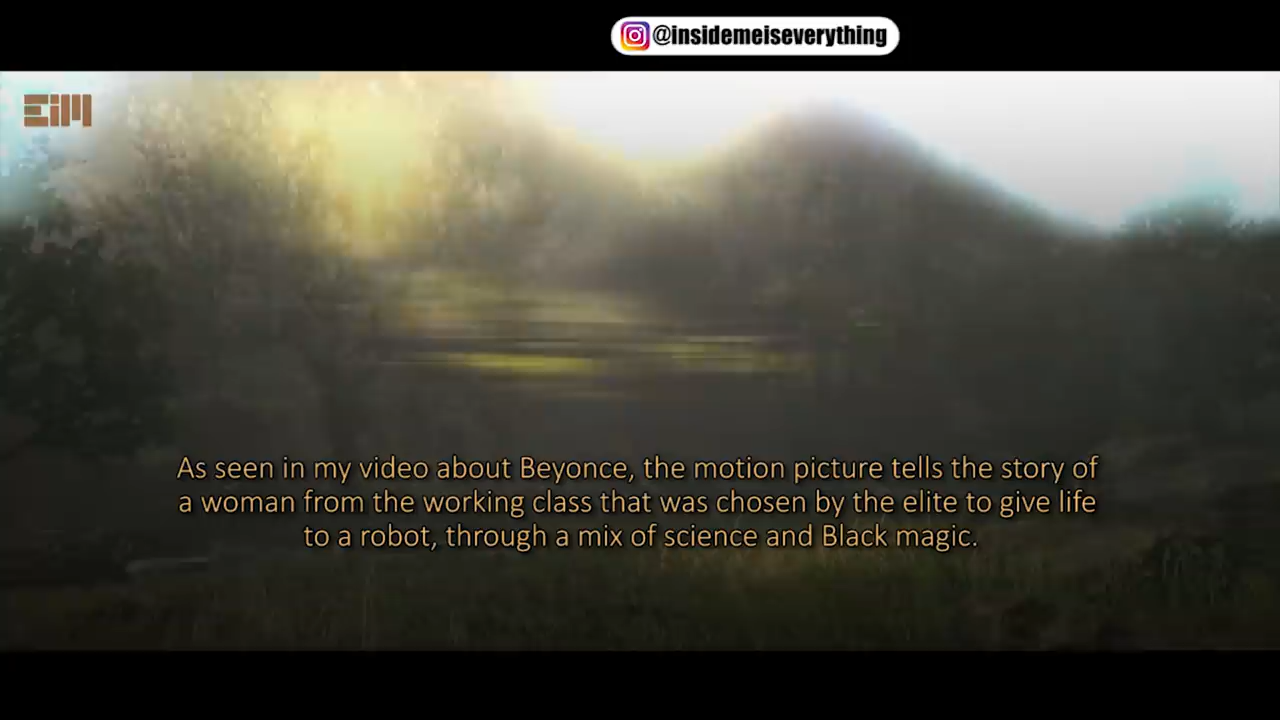 @insidemeiseverything
EiM
As seen in my video about Beyonce, the motion picture tells the story of
a woman from the working class that was chosen by the elite to give life
to a robot, through a mix of science and Black magic.